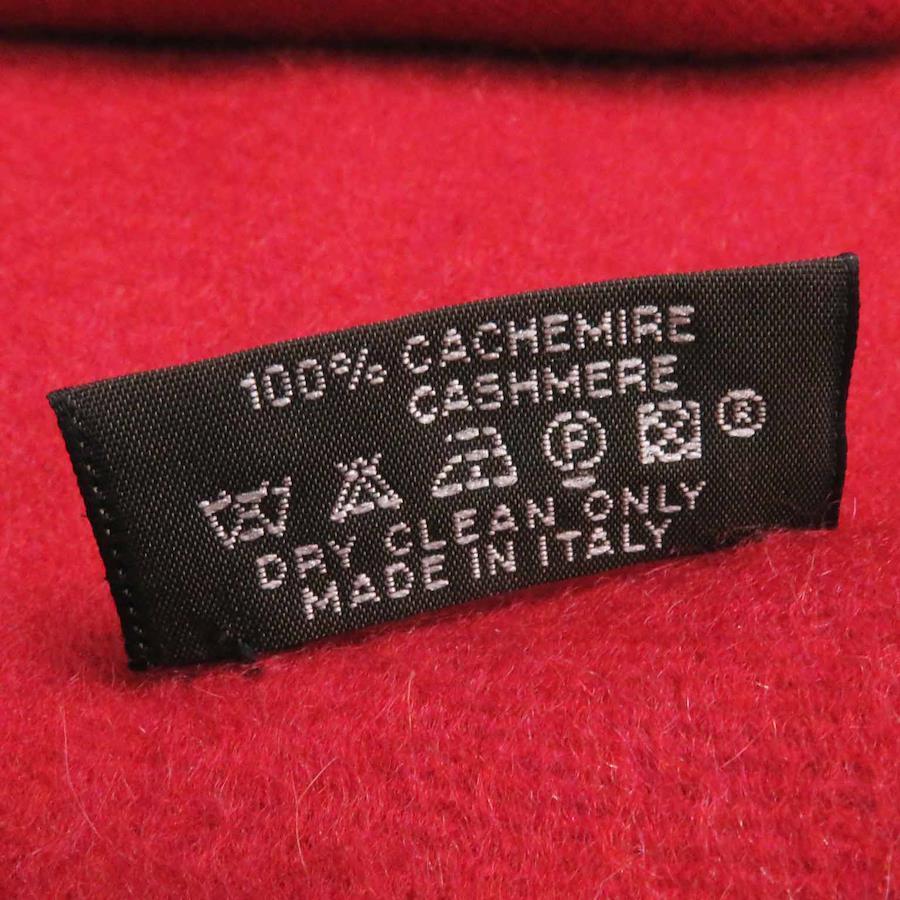 100% CACHEMIRE
CASHMERE
F ®
DRY CLEAN ONLY
MADE IN ITALY